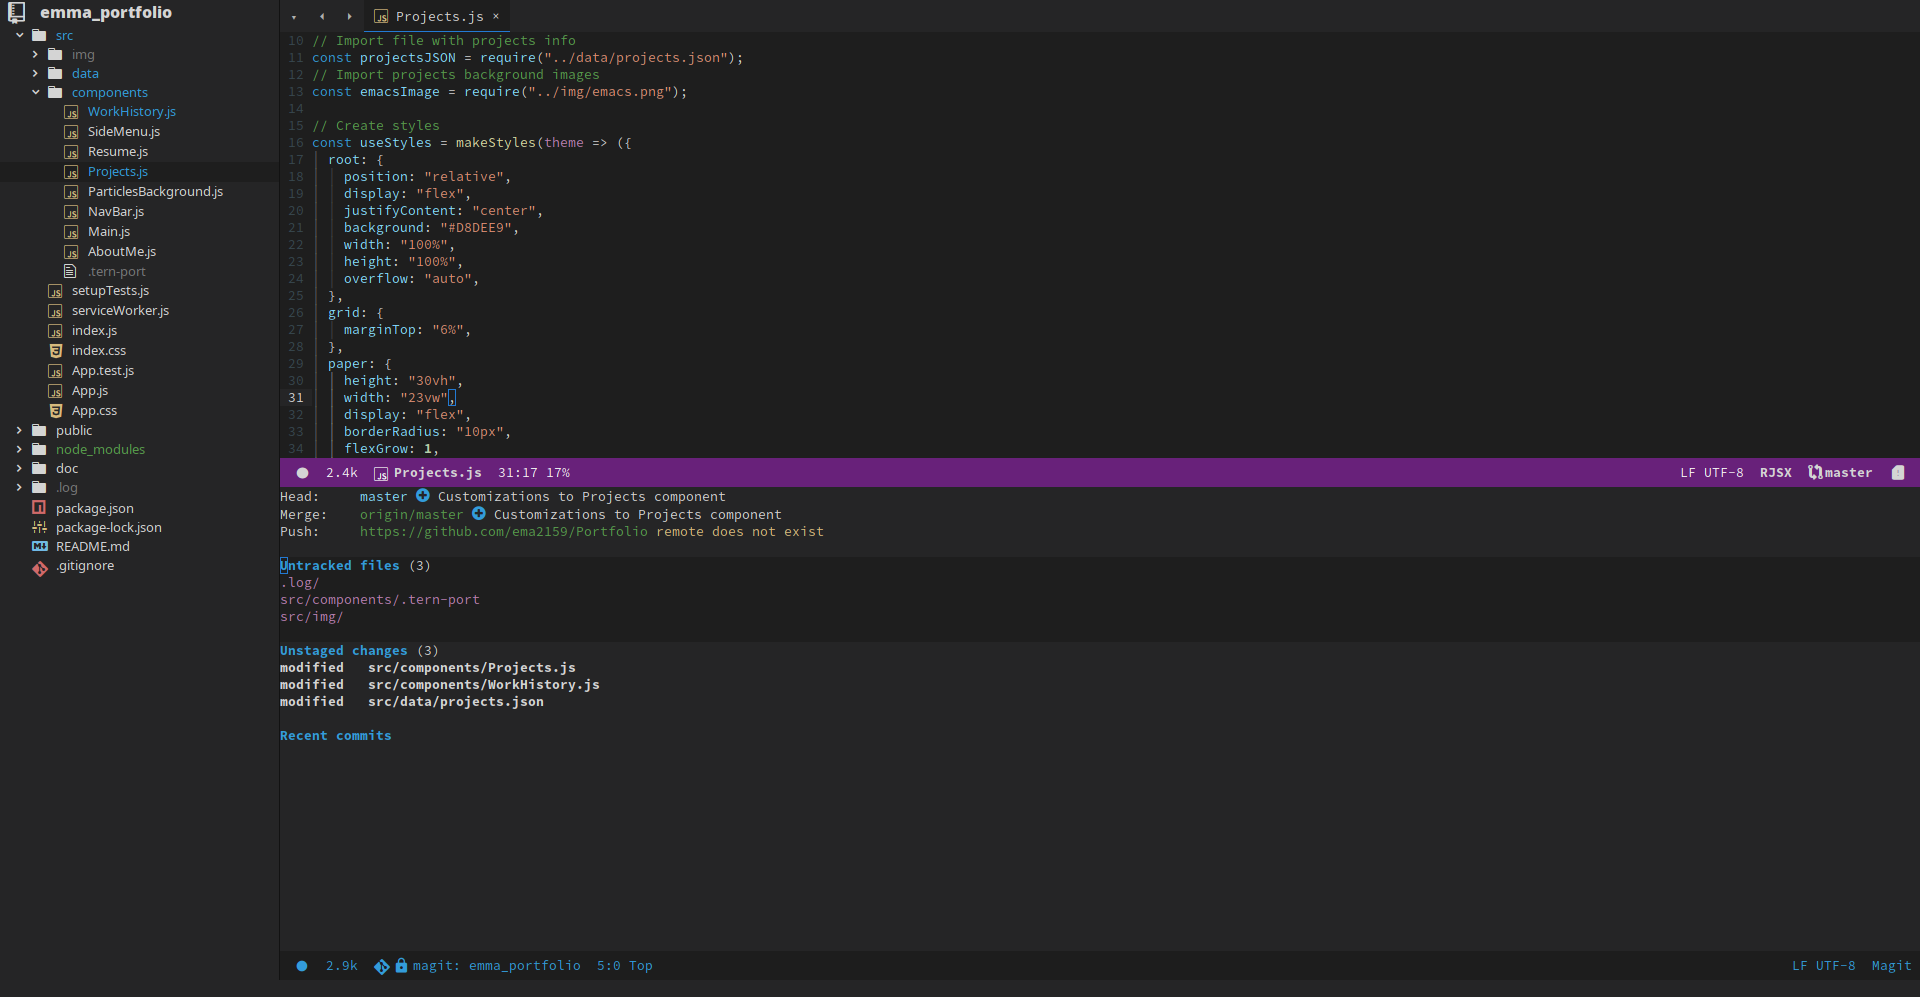 emma_portfolio
src
img
data
components
WorkHistory.js
SideMenu.js
Resume.js
Projects.js
ParticlesBackground.js
NavBar.js
Main.js
AboutMe.js
.tern-port
setupTests.js
serviceWorker.js
index.js
index.css
App.test.js
App.js
App.css
public
node_modules
doc
.log
package.json
package-lock.json
README.md
.gitignore
Projects.js ×
10 // Import file with projects info
11 const projectsJSON = require("../data/projects.json");
12 // Import projects background images
13 const emacsImage = require("../img/emacs.png");
14
15 // Create styles
16 const useStyles = makeStyles(theme => ({
17 root: {
18 position: "relative",
19 display: "flex",
20 justifyContent: "center",
21 background: "#D8DEE9",
22 width: "100%",
23 height: "100%",
24 overflow: "auto",
25 },
26 grid: {
27 marginTop: "6%",
28 },
29 paper: {
30 height: "30vh",
31 width: "23vw",
32 display: "flex",
33 borderRadius: "10px",
34 flexGrow: 1,
2.4k Projects.js 31:17 17% LF UTF-8 RJSX master
Head: master Customizations to Projects component
Merge: origin/master Customizations to Projects component
Push: https://github.com/ema2159/Portfolio remote does not exist
Untracked files (3)
.log/
src/components/.tern-port
src/img/
Unstaged changes (3)
modified src/components/Projects.js
modified src/components/WorkHistory.js
modified src/data/projects.json
Recent commits
2.9k magit: emma_portfolio 5:0 Top LF UTF-8 Magit